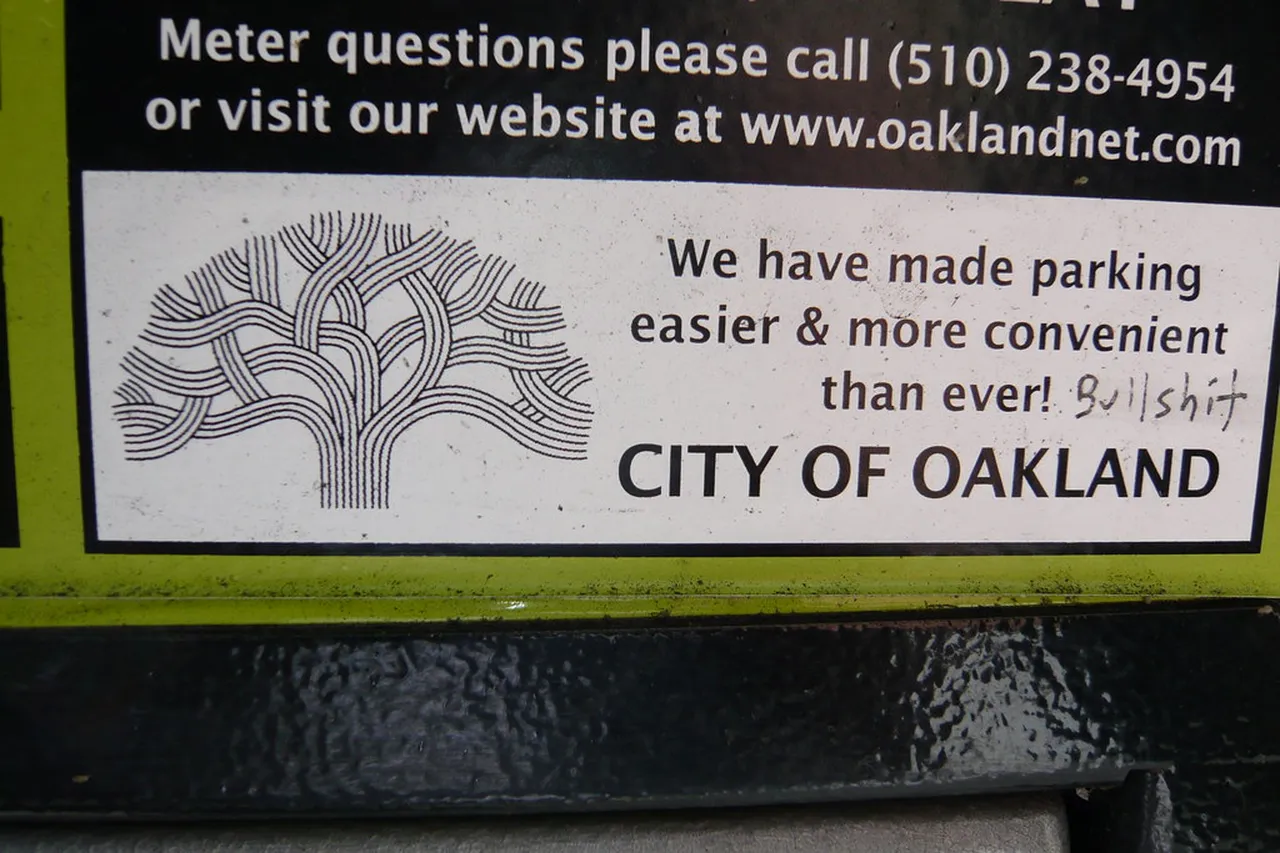 Meter questions please call (510) 238-4954
or visit our website at www.oaklandnet.com
We have made parking
easier & more convenient
than ever! Bullshit
CITY OF OAKLAND